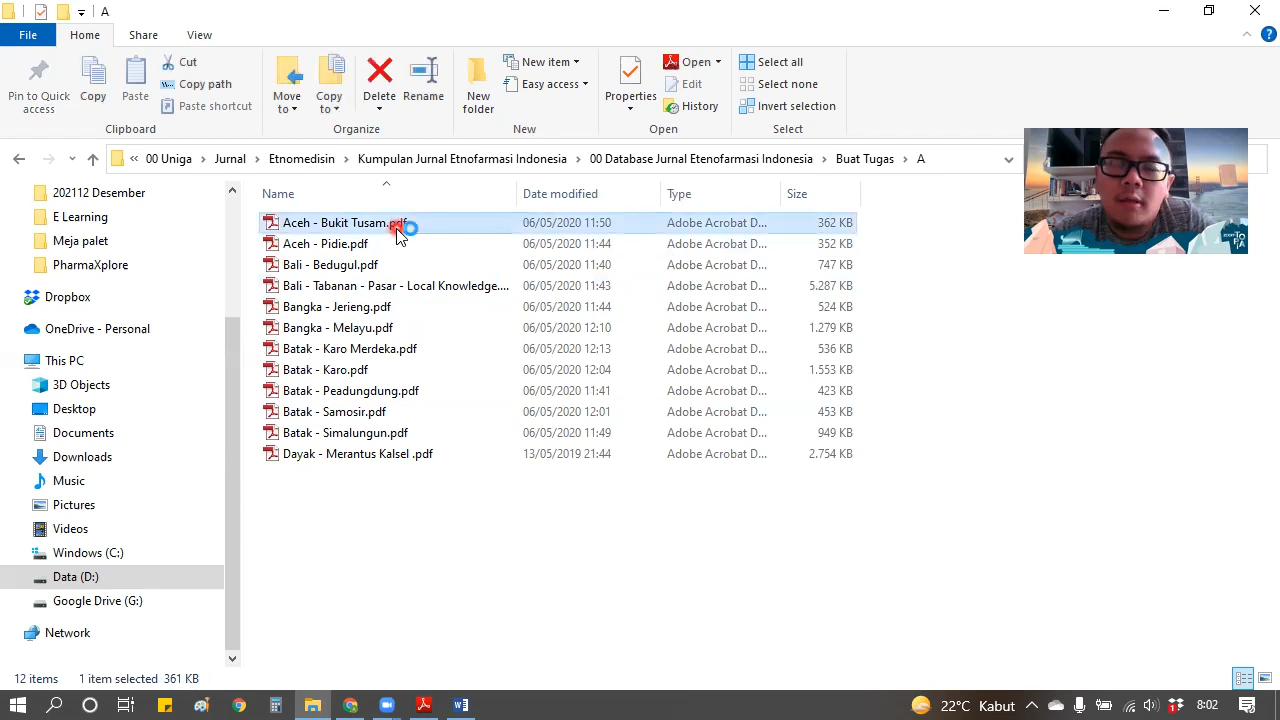 A
File
Home
Share
View
Pin to Quick access
Copy
Paste
Cut
Copy path
Paste shortcut
Move to
Copy to
Delete
Rename
New folder
New item
Easy access
Properties
Open
Edit
History
Select all
Select none
Invert selection
Clipboard
Organize
New
Open
Select
« 00 Uniga > Jurnal > Etnomedisin > Kumpulan Jurnal Etnofarmasi Indonesia > 00 Database Jurnal Etenofarmasi Indonesia > Buat Tugas > A
202112 Desember
E Learning
Meja palet
PharmaXplore
Dropbox
OneDrive - Personal
This PC
3D Objects
Desktop
Documents
Downloads
Music
Pictures
Videos
Windows (C:)
Data (D:)
Google Drive (G:)
Network
Name Date modified Type Size
Aceh - Bukit Tusam.pdf 06/05/2020 11:50 Adobe Acrobat D... 362 KB
Aceh - Pidie.pdf 06/05/2020 11:44 Adobe Acrobat D... 352 KB
Bali - Bedugul.pdf 06/05/2020 11:40 Adobe Acrobat D... 747 KB
Bali - Tabanan - Pasar - Local Knowledge.... 06/05/2020 11:43 Adobe Acrobat D... 5.287 KB
Bangka - Jerieng.pdf 06/05/2020 11:44 Adobe Acrobat D... 524 KB
Bangka - Melayu.pdf 06/05/2020 12:10 Adobe Acrobat D... 1.279 KB
Batak - Karo Merdeka.pdf 06/05/2020 12:13 Adobe Acrobat D... 536 KB
Batak - Karo.pdf 06/05/2020 12:04 Adobe Acrobat D... 1.553 KB
Batak - Peadungdung.pdf 06/05/2020 11:41 Adobe Acrobat D... 423 KB
Batak - Samosir.pdf 06/05/2020 12:01 Adobe Acrobat D... 453 KB
Batak - Simalungun.pdf 06/05/2020 11:49 Adobe Acrobat D... 949 KB
Dayak - Merantus Kalsel .pdf 13/05/2019 21:44 Adobe Acrobat D... 2.754 KB
12 items 1 item selected 361 KB
22°C Kabut 8:02